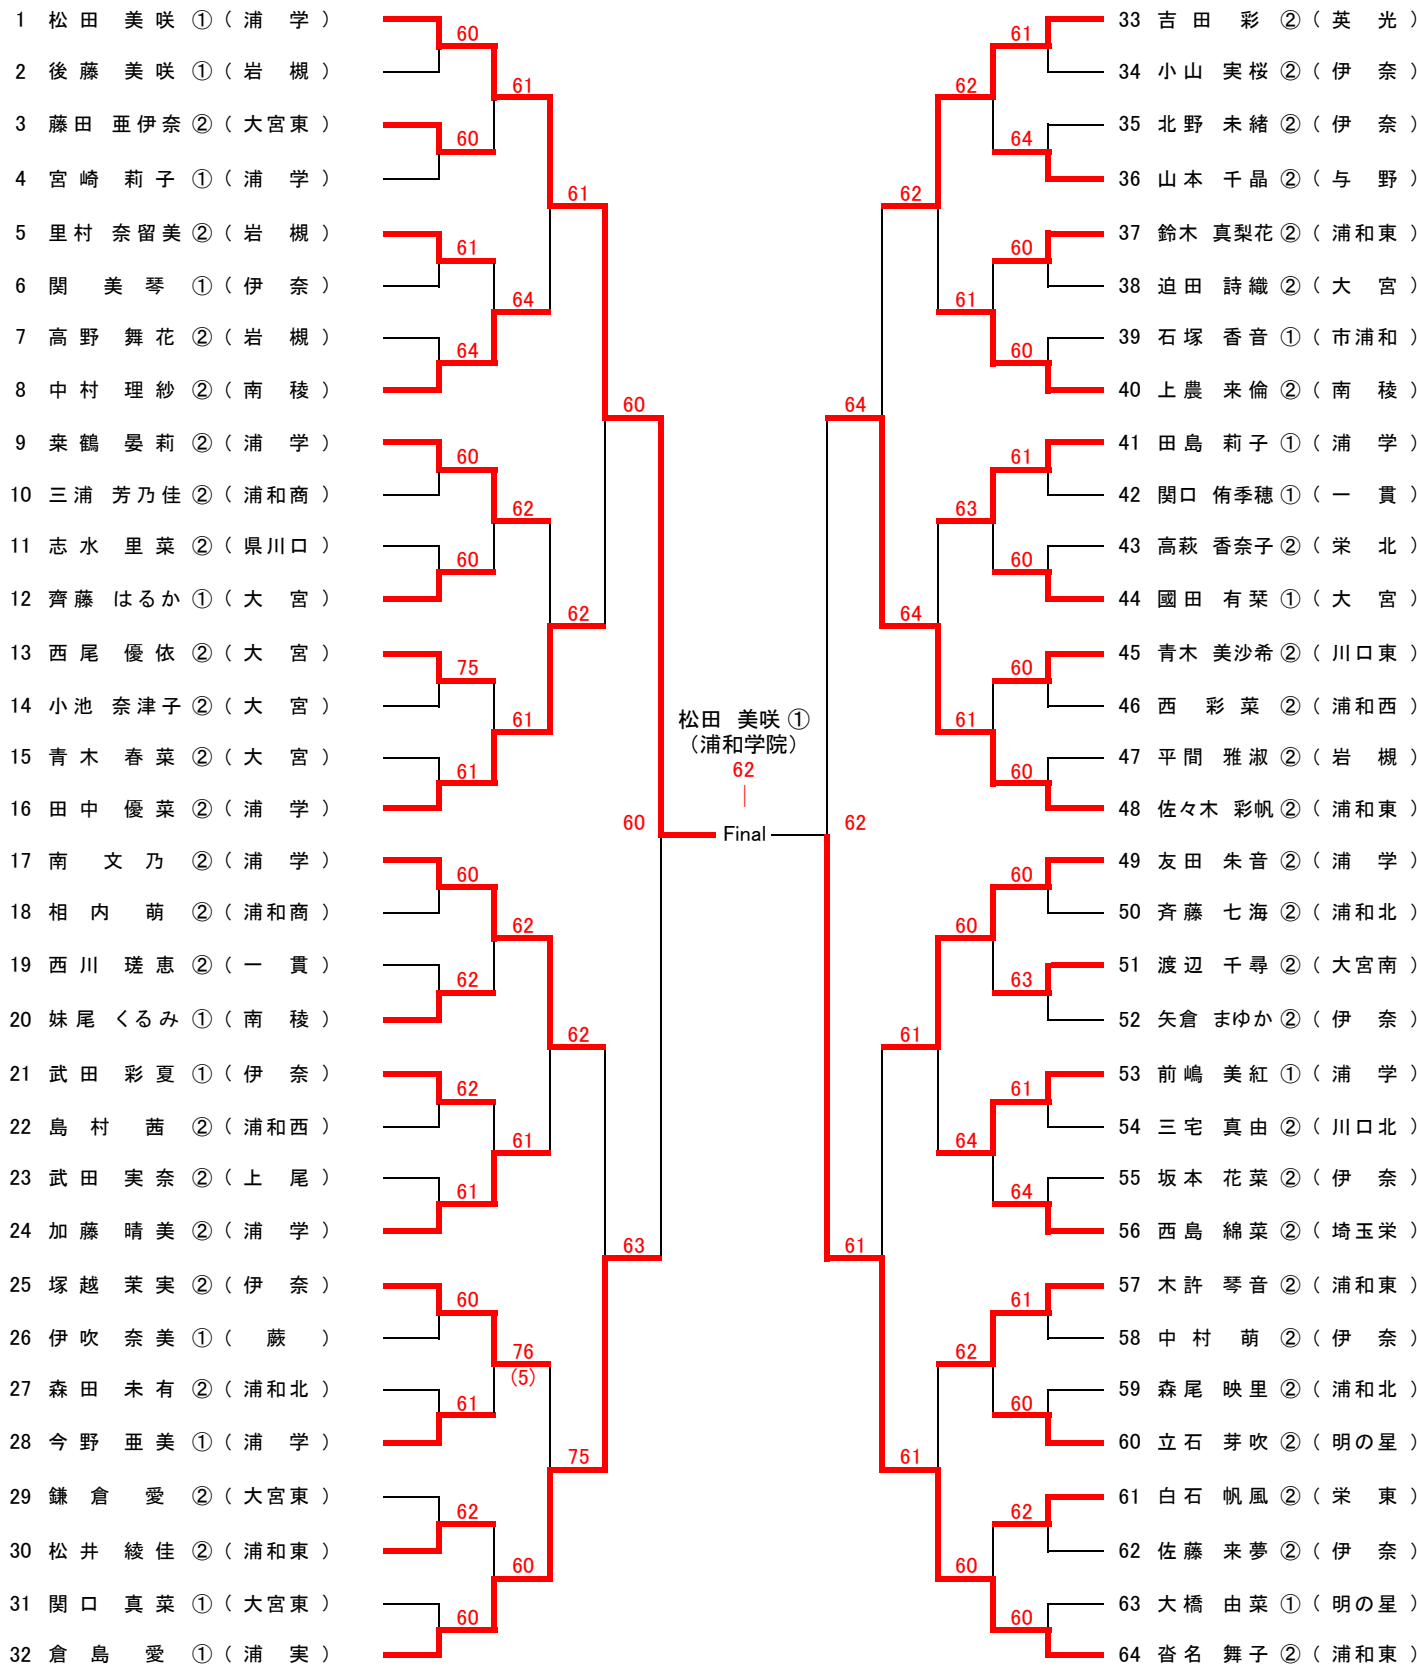 1 松田 美咲 ① ( 浦 学 )
60
2 後藤 美咲 ① ( 岩 槻 )
61
3 藤田 亜伊奈 ② ( 大宮東 )
60
4 宮崎 莉子 ① ( 浦 学 )
61
5 里村 奈留美 ② ( 岩 槻 )
61
6 関 美琴 ① ( 伊 奈 )
64
7 高野 舞花 ② ( 岩 槻 )
64
8 中村 理紗 ② ( 南 稜 )
60
9 来鶴 晏莉 ② ( 浦 学 )
60
10 三浦 芳乃佳 ② ( 浦和商 )
62
11 志水 里菜 ② ( 県川口 )
60
12 齊藤 はるか ① ( 大 宮 )
62
13 西尾 優依 ② ( 大 宮 )
75
14 小池 奈津子 ② ( 大 宮 )
61
15 青木 春菜 ② ( 大 宮 )
61
16 田中 優菜 ② ( 浦 学 )
60
17 南 文乃 ② ( 浦 学 )
60
18 相内 萌 ② ( 浦和商 )
62
19 西川 瑳恵 ② ( 一 貫 )
62
20 妹尾 くるみ ① ( 南 稜 )
62
21 武田 彩夏 ① ( 伊 奈 )
62
22 島村 茜 ② ( 浦和西 )
61
23 武田 実奈 ② ( 上 尾 )
61
24 加藤 晴美 ② ( 浦 学 )
63
25 塚越 茉実 ② ( 伊 奈 )
60
26 伊吹 奈美 ① ( 蕨 )
76
(5)
27 森田 未有 ② ( 浦和北 )
61
28 今野 亜美 ① ( 浦 学 )
75
29 鎌倉 愛 ② ( 大宮東 )
62
30 松井 綾佳 ② ( 浦和東 )
60
31 関口 真菜 ① ( 大宮東 )
60
32 倉島 愛 ① ( 浦 実 )
松田 美咲 ①
(浦和学院)
62
Final
33 吉田 彩 ② ( 英 光 )
61
34 小山 実桜 ② ( 伊 奈 )
62
35 北野 未緒 ② ( 伊 奈 )
64
36 山本 千晶 ② ( 与 野 )
62
37 鈴木 真梨花 ② ( 浦和東 )
60
38 迫田 詩織 ② ( 大 宮 )
61
39 石塚 香音 ① ( 市浦和 )
60
40 上農 来倫 ② ( 南 稜 )
64
41 田島 莉子 ① ( 浦 学 )
61
42 関口 侑季穂 ① ( 一 貫 )
63
43 高萩 香奈子 ② ( 栄 北 )
60
44 國田 有栞 ① ( 大 宮 )
64
45 青木 美沙希 ② ( 川口東 )
60
46 西 彩菜 ② ( 浦和西 )
61
47 平間 雅淑 ② ( 岩 槻 )
60
48 佐々木 彩帆 ② ( 浦和東 )
62
49 友田 朱音 ② ( 浦 学 )
60
50 斉藤 七海 ② ( 浦和北 )
60
51 渡辺 千尋 ② ( 大宮南 )
63
52 矢倉 まゆか ② ( 伊 奈 )
61
53 前嶋 美紅 ① ( 浦 学 )
61
54 三宅 真由 ② ( 川口北 )
64
55 坂本 花菜 ② ( 伊 奈 )
64
56 西島 綿菜 ② ( 埼玉栄 )
61
57 木許 琴音 ② ( 浦和東 )
61
58 中村 萌 ② ( 伊 奈 )
62
59 森尾 映里 ② ( 浦和北 )
60
60 立石 芽吹 ② ( 明の星 )
61
61 白石 帆風 ② ( 栄 東 )
62
62 佐藤 来夢 ② ( 伊 奈 )
60
63 大橋 由菜 ① ( 明の星 )
60
64 沓名 舞子 ② ( 浦和東 )